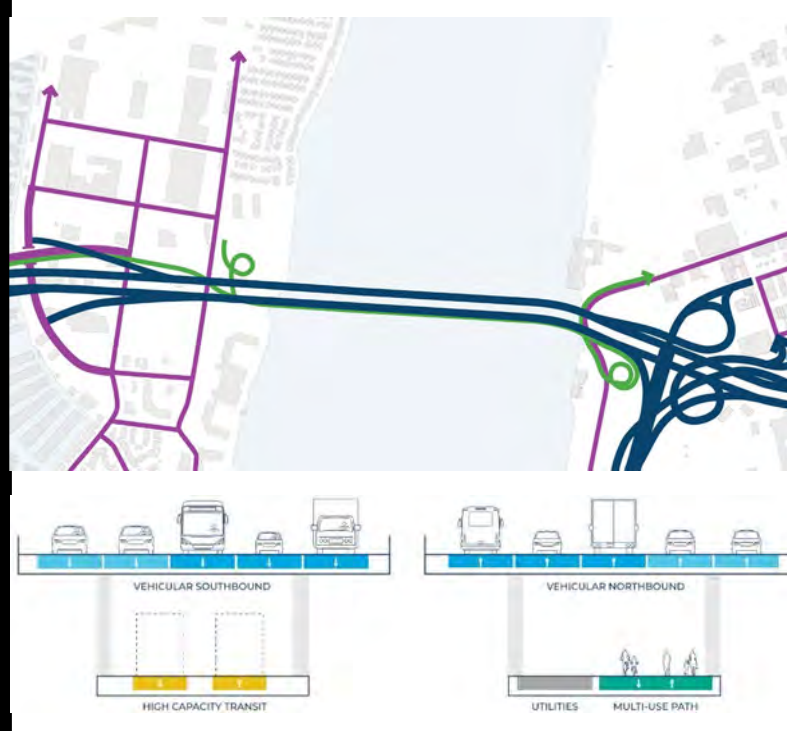 VEHICULAR SOUTHBOUND
VEHICULAR NORTHBOUND
HIGH CAPACITY TRANSIT
UTILITIES
MULTI-USE PATH